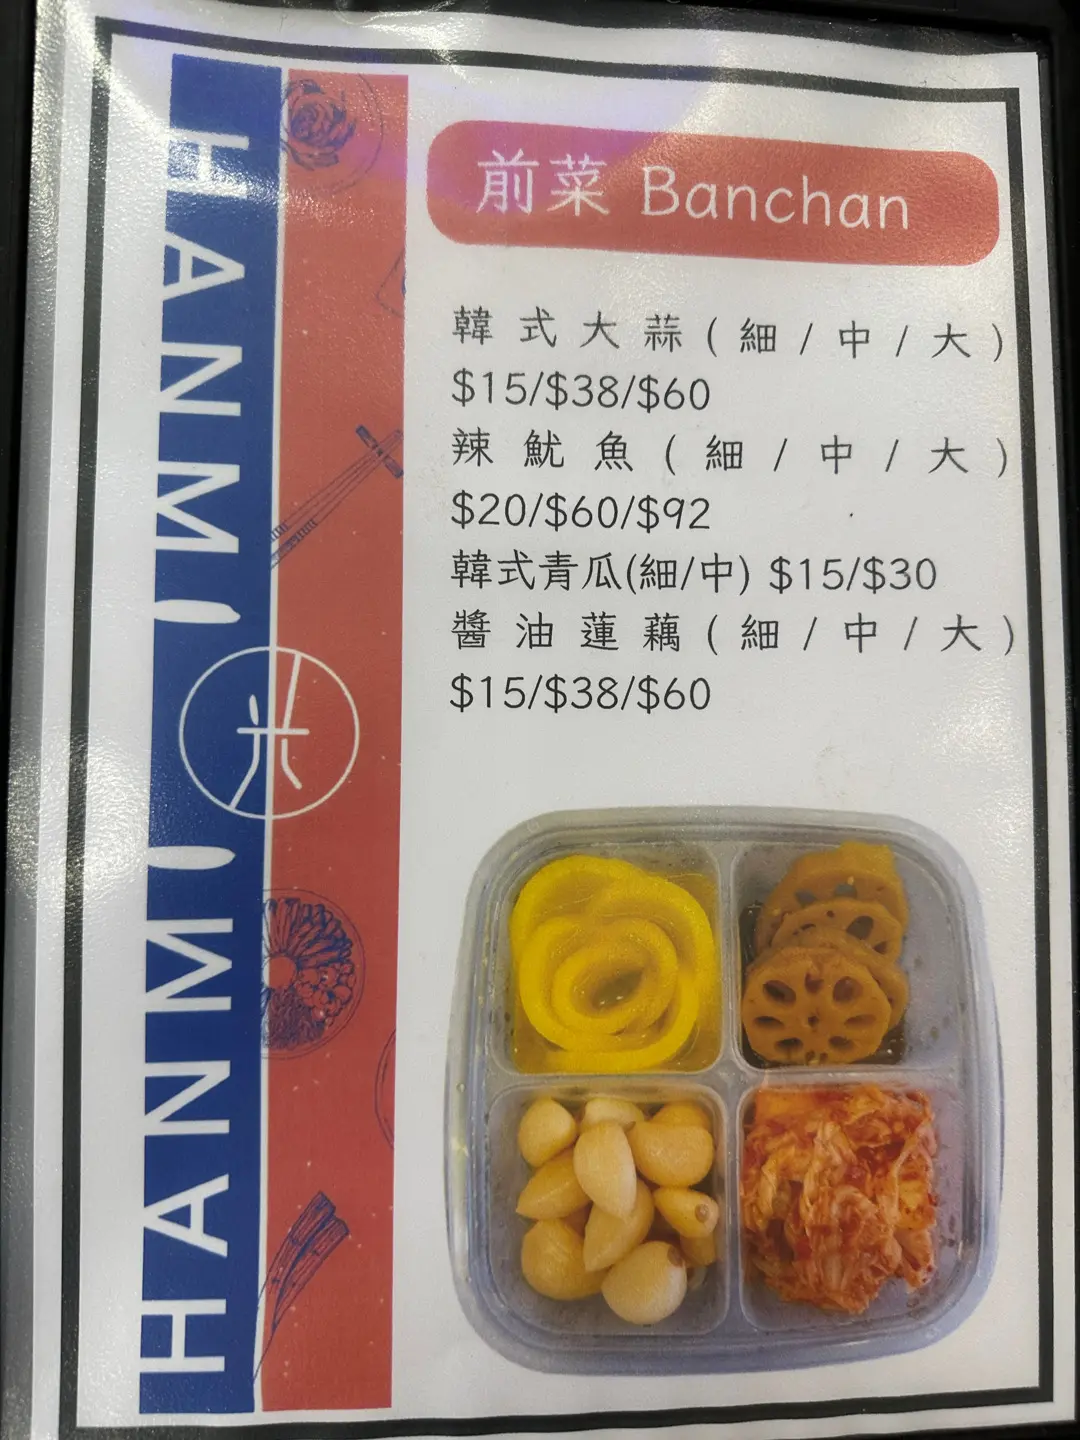 前菜 Banchan
韓式大蒜(細/中/大)
$15/$38/$60
辣魷魚(細/中/大)
$20/$60/$92
韓式青瓜(細/中) $15/$30
醬油蓮藕(細/中/大)
$15/$38/$60
HANMI
HANMI